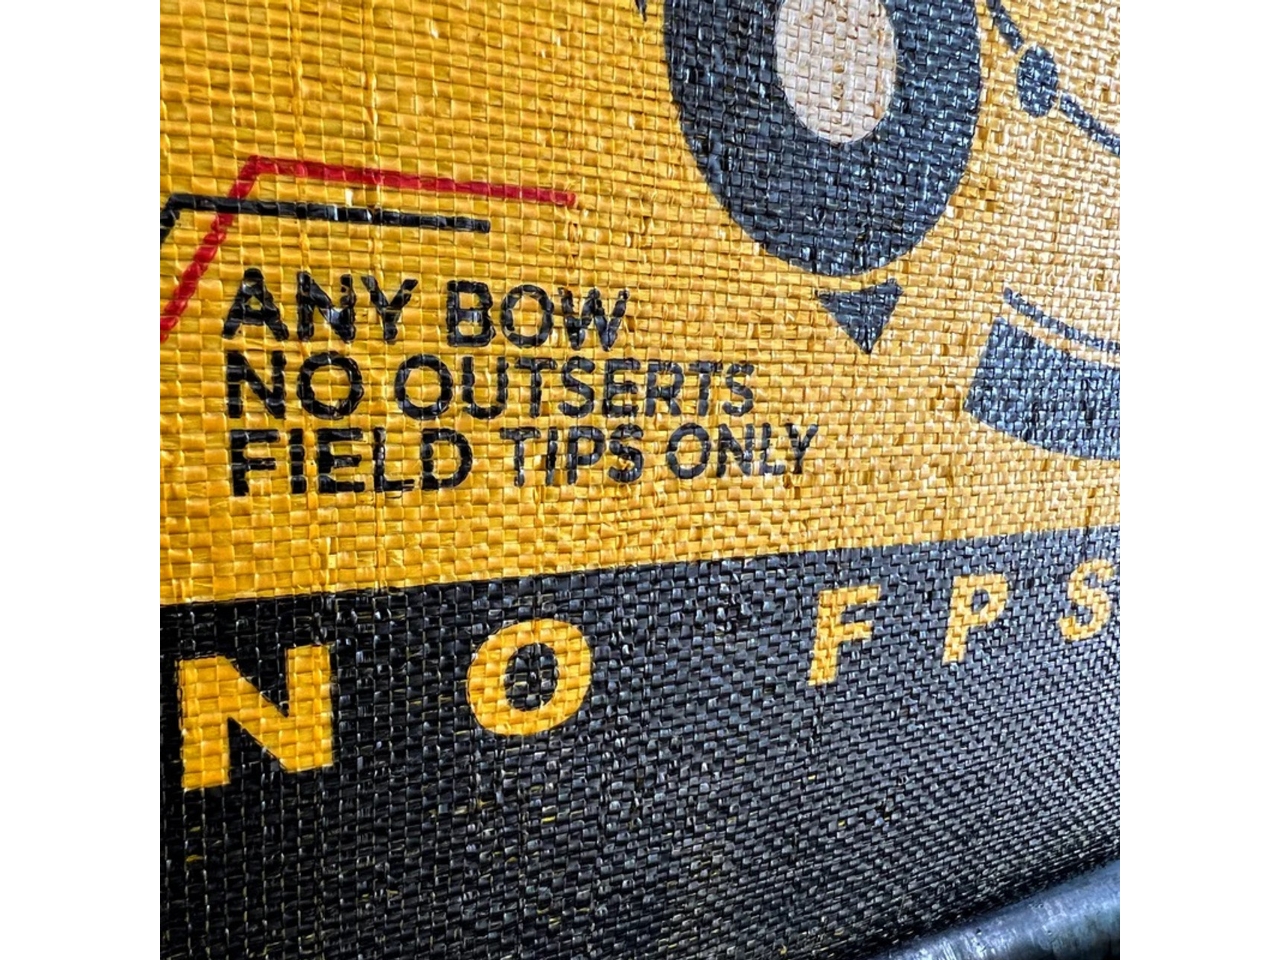 ANY BOW
NO OUTSERTS
FIELD TIPS ONLY
NO FPS